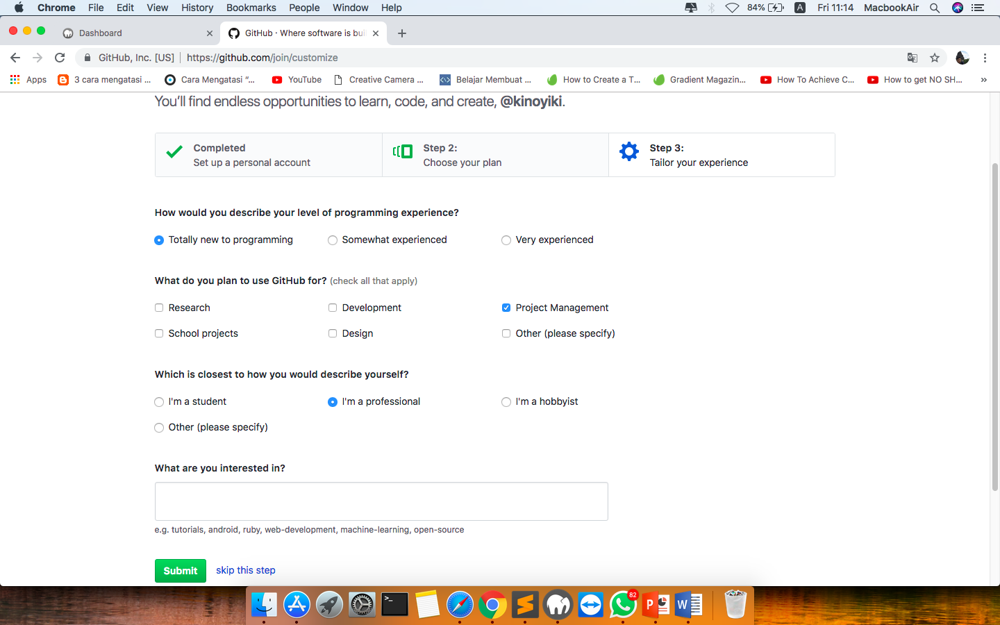 Chrome File Edit View History Bookmarks People Window Help 84% A Fri 11:14 MacbookAir
Dashboard GitHub · Where software is bui
GitHub, Inc. [US] https://github.com/join/customize
Apps 3 cara mengatasi ... Cara Mengatasi “... YouTube Creative Camera ... Belajar Membuat ... How to Create a T... Gradient Magazin... How To Achieve C... How to get NO SH... »
You’ll find endless opportunities to learn, code, and create, @kinoyiki.
Completed
Set up a personal account
Step 2:
Choose your plan
Step 3:
Tailor your experience
How would you describe your level of programming experience?
Totally new to programming Somewhat experienced Very experienced
What do you plan to use GitHub for? (check all that apply)
Research Development Project Management
School projects Design Other (please specify)
Which is closest to how you would describe yourself?
I'm a student I'm a professional I'm a hobbyist
Other (please specify)
What are you interested in?
e.g. tutorials, android, ruby, web-development, machine-learning, open-source
Submit skip this step
>_ 82 P W